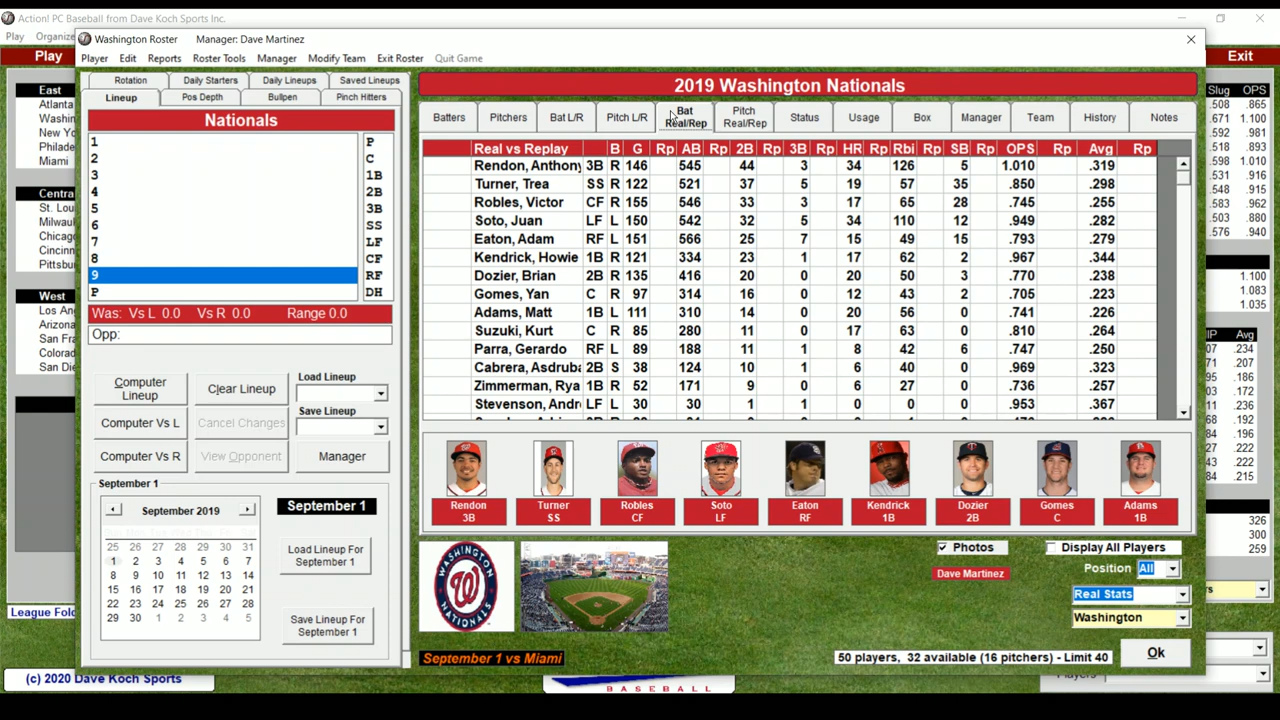 Action! PC Baseball from Dave Koch Sports Inc.
Play Organize
Play
Exit
Washington Roster Manager: Dave Martinez
Player Edit Reports Roster Tools Manager Modify Team Exit Roster Quit Game
Rotation Daily Starters Daily Lineups Saved Lineups
Lineup Pos Depth Bullpen Pinch Hitters
Nationals
1 P
2 C
3 1B
4 2B
5 3B
6 SS
7 LF
8 CF
9 RF
P DH
Was: Vs L 0.0 Vs R 0.0 Range 0.0
Opp:
Computer Lineup
Clear Lineup
Load Lineup
Computer Vs L
Cancel Changes
Save Lineup
Computer Vs R
View Opponent
Manager
September 1
September 2019
25 26 27 28 29 30 31
1 2 3 4 5 6 7
8 9 10 11 12 13 14
15 16 17 18 19 20 21
22 23 24 25 26 27 28
29 30 1 2 3 4 5
September 1
Load Lineup For
September 1
Save Lineup For
September 1
2019 Washington Nationals
Batters Pitchers Bat L/R Pitch L/R Bat Real/Rep Pitch Real/Rep Status Usage Box Manager Team History Notes
Real vs Replay B G Rp AB Rp 2B Rp 3B Rp HR Rp Rbi Rp SB Rp OPS Rp Avg Rp
Rendon, Anthony 3B R 146 545 44 3 34 126 5 1.010 .319
Turner, Trea SS R 122 521 37 5 19 57 35 .850 .298
Robles, Victor CF R 155 546 33 3 17 65 28 .745 .255
Soto, Juan LF L 150 542 32 5 34 110 12 .949 .282
Eaton, Adam RF L 151 566 25 7 15 49 15 .793 .279
Kendrick, Howie 1B R 121 334 23 1 17 62 2 .967 .344
Dozier, Brian 2B R 135 416 20 0 20 50 3 .770 .238
Gomes, Yan C R 97 314 16 0 12 43 2 .705 .223
Adams, Matt 1B L 111 310 14 0 20 56 0 .741 .226
Suzuki, Kurt C R 85 280 11 0 17 63 0 .810 .264
Parra, Gerardo RF L 89 188 11 1 8 42 6 .747 .250
Cabrera, Asdruba 2B S 38 124 10 1 6 40 0 .969 .323
Zimmerman, Rya 1B R 52 171 9 0 6 27 0 .736 .257
Stevenson, Andre LF L 30 30 1 1 0 0 0 .953 .367
Rendon 3B
Turner SS
Robles CF
Soto LF
Eaton RF
Kendrick 1B
Dozier 2B
Gomes C
Adams 1B
WASHINGTON NATIONALS
Photos
Display All Players
Dave Martinez
Position All
Real Stats
Washington
September 1 vs Miami
50 players, 32 available (16 pitchers) - Limit 40
Ok
East
Atlanta
Washin
New Yo
Philade
Miami
Central
St. Lou
Milwauk
Chicago
Cincinn
Pittsbu
West
Los Ang
Arizona
San Fra
Colorad
San Die
League Fold
(c) 2020 Dave Koch Sports
BASEBALL
Players
Slug OPS
.508 .865
.671 1.100
.592 .981
.518 .893
.532 .916
.548 .915
.583 .962
.503 .880
.576 .940
1.100
1.083
1.035
IP Avg
.234
.206
.186
.172
.236
.196
.227
.212
.215
326
300
259